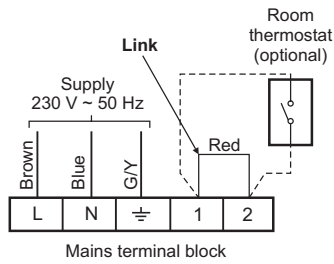 Room
thermostat
(optional)
Link
Supply
230 V ~ 50 Hz
Red
Brown
Blue
G/Y
L N 1 2
Mains terminal block